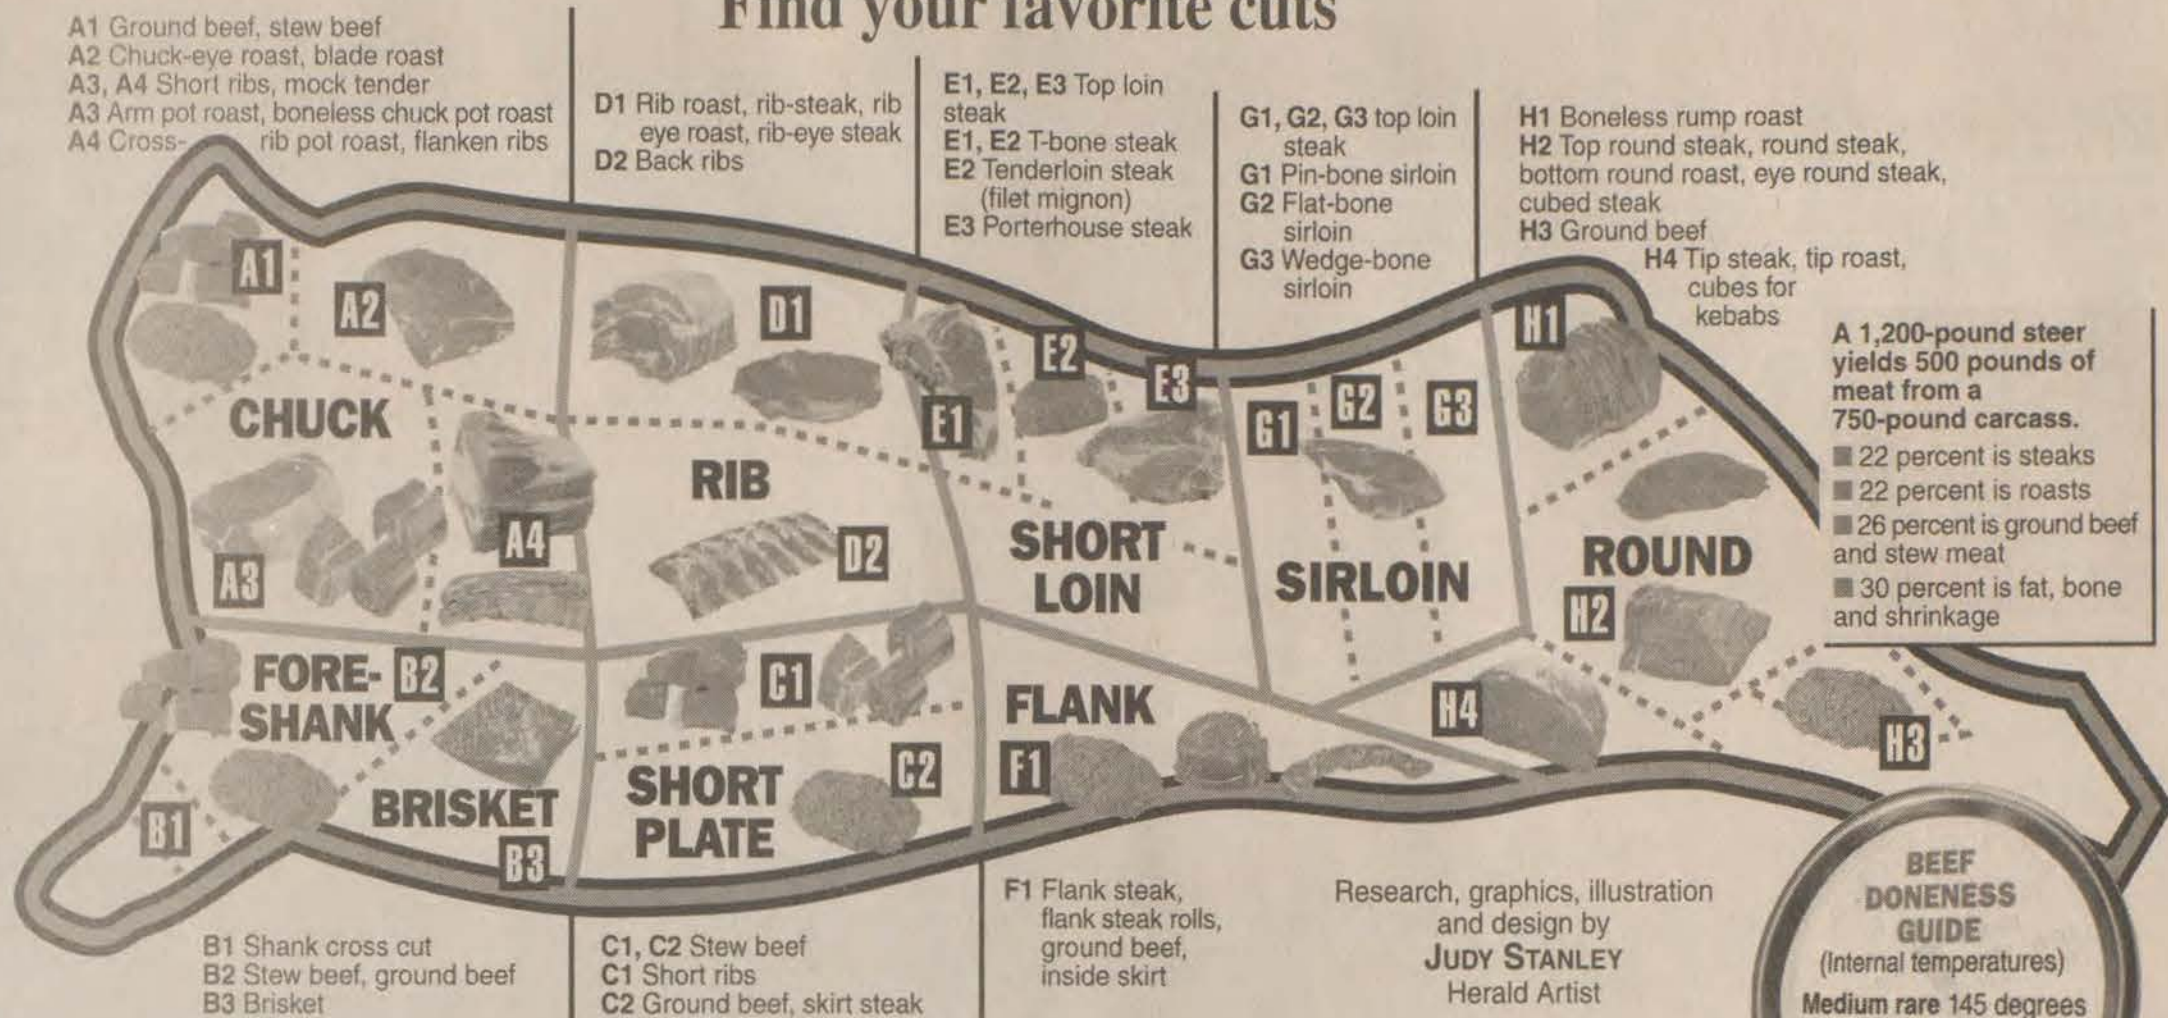 Find your favorite cuts
A1 Ground beef, stew beef
A2 Chuck-eye roast, blade roast
A3, A4 Short ribs, mock tender
A3 Arm pot roast, boneless chuck pot roast
A4 Cross- rib pot roast, flanken ribs
D1 Rib roast, rib-steak, rib
eye roast, rib-eye steak
D2 Back ribs
E1, E2, E3 Top loin
steak
E1, E2 T-bone steak
E2 Tenderloin steak
(filet mignon)
E3 Porterhouse steak
G1, G2, G3 top loin
steak
G1 Pin-bone sirloin
G2 Flat-bone
sirloin
G3 Wedge-bone
sirloin
H1 Boneless rump roast
H2 Top round steak, round steak,
bottom round roast, eye round steak,
cubed steak
H3 Ground beef
H4 Tip steak, tip roast,
cubes for
kebabs
A 1,200-pound steer
yields 500 pounds of
meat from a
750-pound carcass.
■ 22 percent is steaks
■ 22 percent is roasts
■ 26 percent is ground beef
and stew meat
■ 30 percent is fat, bone
and shrinkage
A1
A2
CHUCK
A3
A4
D1
RIB
D2
E1
E2
E3
SHORT
LOIN
G1
G2
G3
SIRLOIN
H1
ROUND
H2
H4
H3
FORE-
SHANK
B2
B1
BRISKET
B3
C1
SHORT
PLATE
C2
FLANK
F1
B1 Shank cross cut
B2 Stew beef, ground beef
B3 Brisket
C1, C2 Stew beef
C1 Short ribs
C2 Ground beef, skirt steak
F1 Flank steak,
flank steak rolls,
ground beef,
inside skirt
Research, graphics, illustration
and design by
JUDY STANLEY
Herald Artist
BEEF
DONENESS
GUIDE
(Internal temperatures)
Medium rare 145 degrees